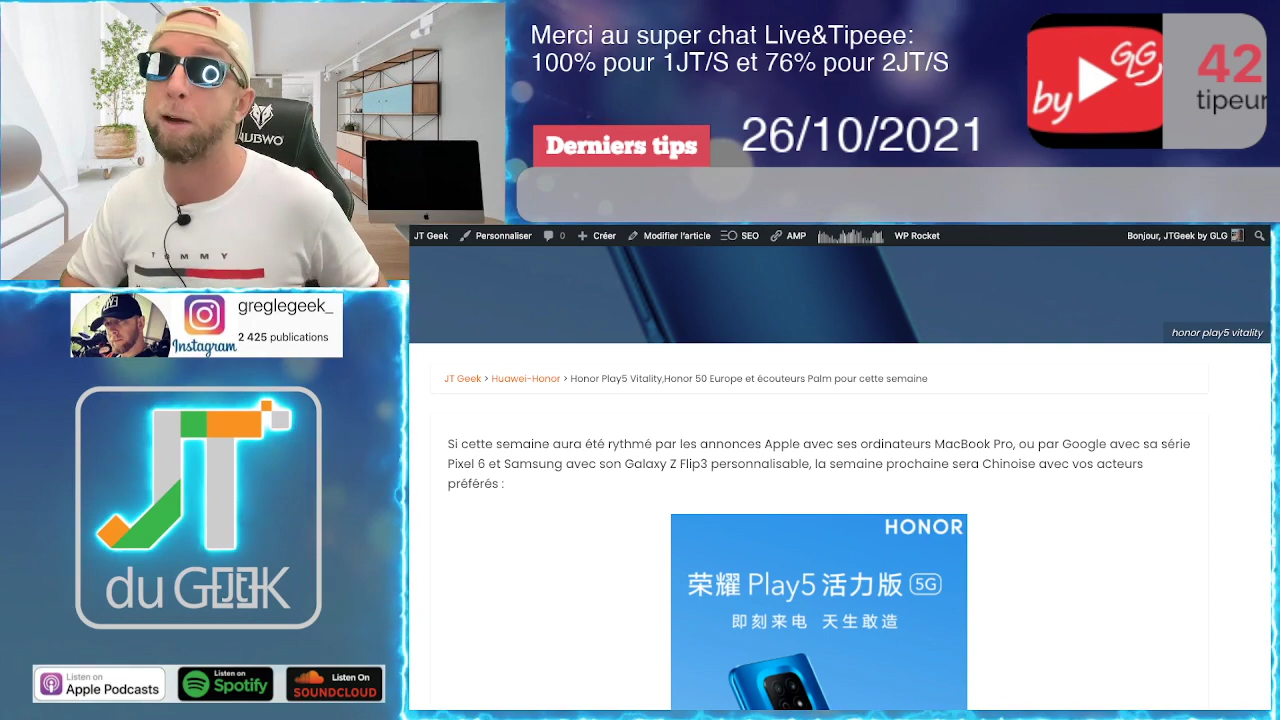 Merci au super chat Live&Tipeee:
100% pour 1JT/S et 76% pour 2JT/S
Derniers tips
26/10/2021
by GLG
42
tipeur
NUBWO
TOMMY
greglegeek_
2 425 publications
Instagram
JT
du GEEK
Listen on
Apple Podcasts
Listen on
Spotify
Listen On
SOUNDCLOUD
JT Geek Personnaliser 0 Créer Modifier l'article SEO AMP WP Rocket Bonjour, JTGeek by GLG
honor play5 vitality
JT Geek > Huawei-Honor > Honor Play5 Vitality,Honor 50 Europe et écouteurs Palm pour cette semaine
Si cette semaine aura été rythmé par les annonces Apple avec ses ordinateurs MacBook Pro, ou par Google avec sa série
Pixel 6 et Samsung avec son Galaxy Z Flip3 personnalisable, la semaine prochaine sera Chinoise avec vos acteurs
préférés :
HONOR
荣耀 Play5 活力版 5G
即刻来电 天生敢造